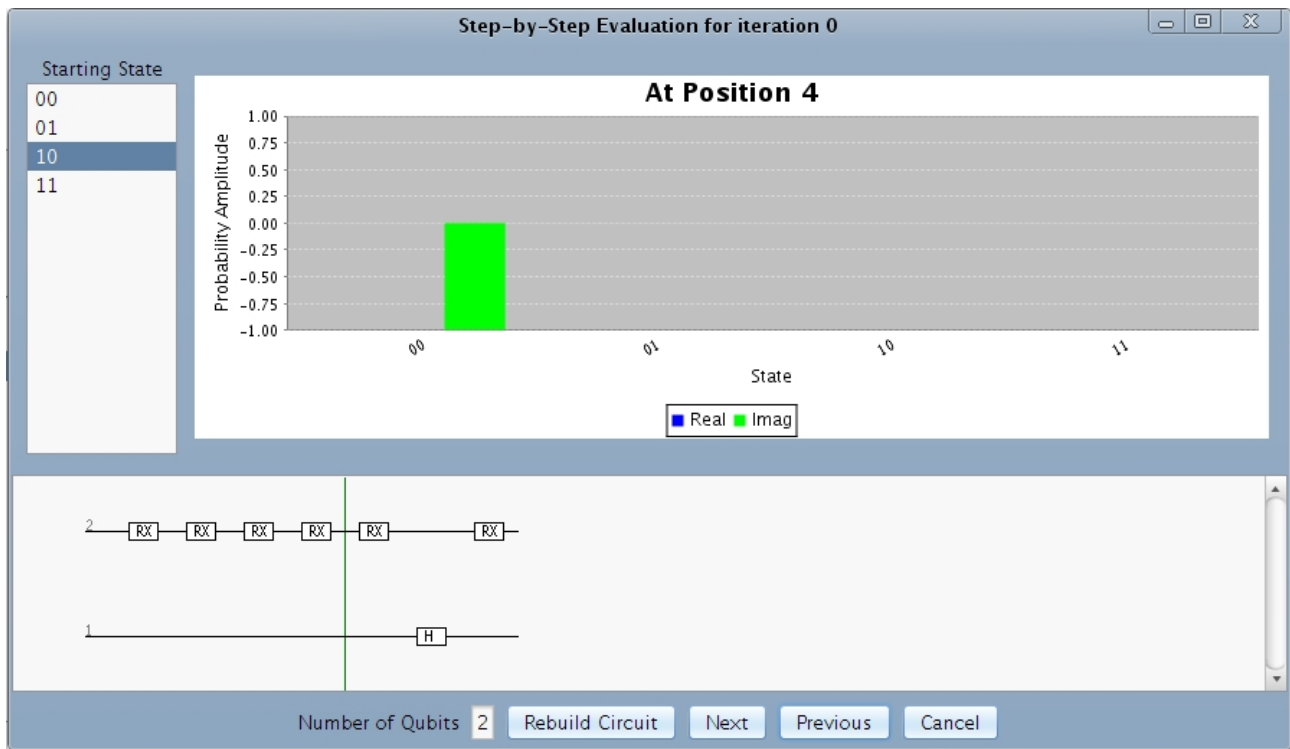 Step-by-Step Evaluation for iteration 0
Starting State
00
01
10
11
At Position 4
Probability Amplitude
1.00
0.75
0.50
0.25
0.00
-0.25
-0.50
-0.75
-1.00
00 01 10 11
State
Real Imag
2 RX RX RX RX RX RX
1 H
Number of Qubits 2 Rebuild Circuit Next Previous Cancel